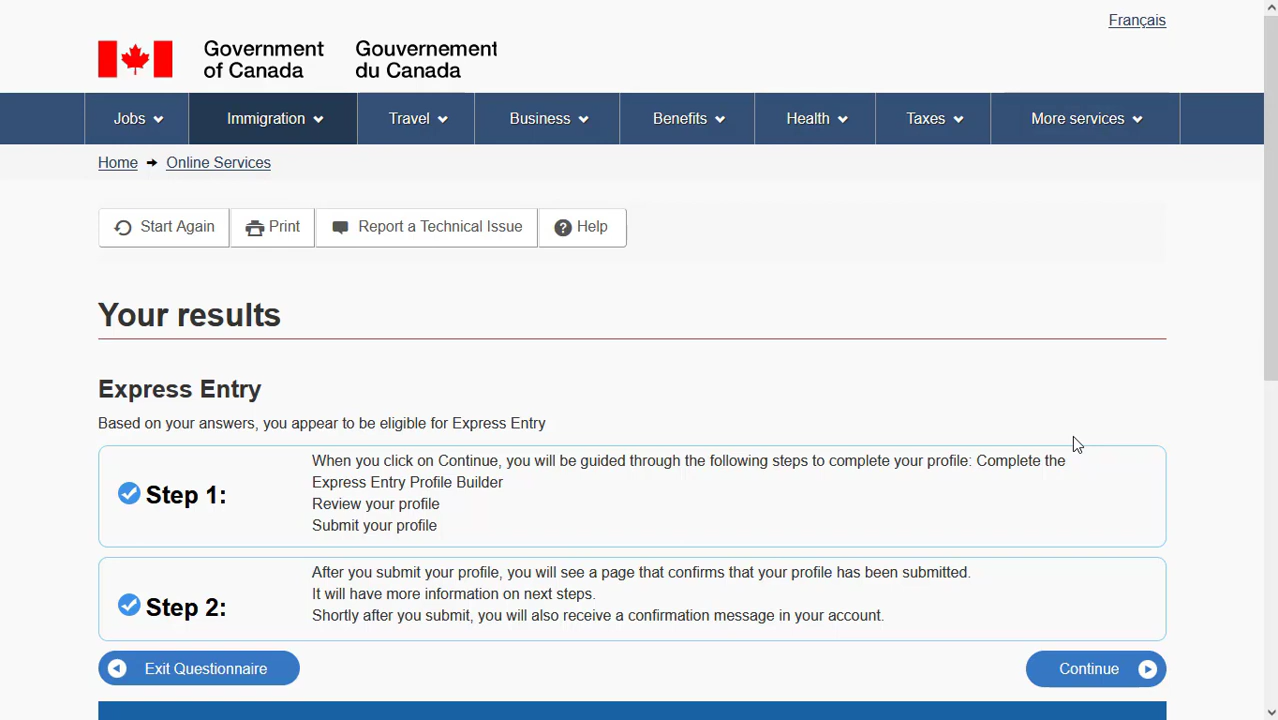 Français
Government of Canada
Gouvernement du Canada
Jobs Immigration Travel Business Benefits Health Taxes More services
Home Online Services
Start Again Print Report a Technical Issue Help
Your results
Express Entry
Based on your answers, you appear to be eligible for Express Entry
Step 1:
When you click on Continue, you will be guided through the following steps to complete your profile: Complete the
Express Entry Profile Builder
Review your profile
Submit your profile
Step 2:
After you submit your profile, you will see a page that confirms that your profile has been submitted.
It will have more information on next steps.
Shortly after you submit, you will also receive a confirmation message in your account.
Exit Questionnaire Continue